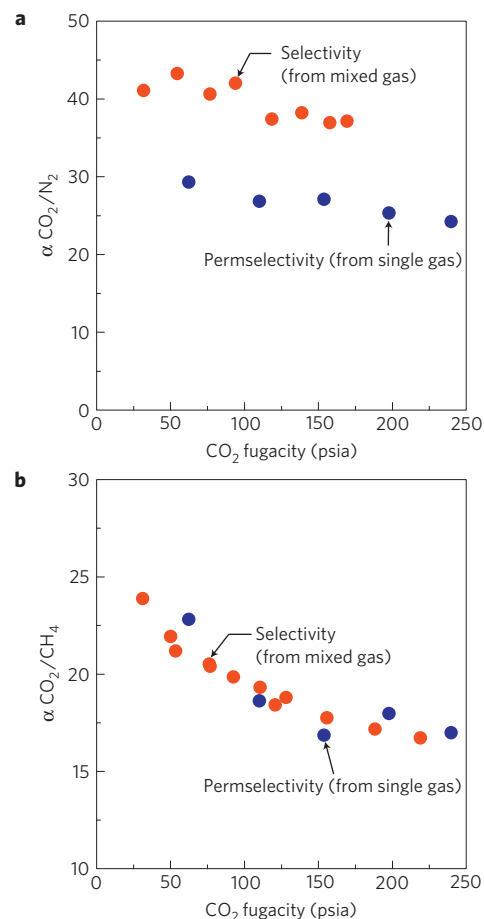 a
50
40
30
20
10
0
α CO₂/N₂
Selectivity
(from mixed gas)
Permselectivity (from single gas)
0 50 100 150 200 250
CO₂ fugacity (psia)
b
30
25
20
15
10
α CO₂/CH₄
Selectivity
(from mixed gas)
Permselectivity (from single gas)
0 50 100 150 200 250
CO₂ fugacity (psia)